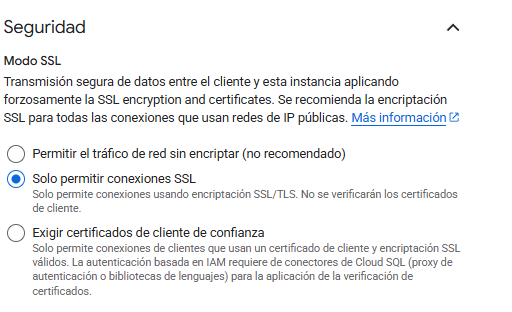 Seguridad
Modo SSL
Transmisión segura de datos entre el cliente y esta instancia aplicando
forzosamente la SSL encryption and certificates. Se recomienda la encriptación
SSL para todas las conexiones que usan redes de IP públicas. Más información
Permitir el tráfico de red sin encriptar (no recomendado)
Solo permitir conexiones SSL
Solo permite conexiones usando encriptación SSL/TLS. No se verificarán los certificados
de cliente.
Exigir certificados de cliente de confianza
Solo permite conexiones de clientes que usan un certificado de cliente y encriptación SSL
válidos. La autenticación basada en IAM requiere de conectores de Cloud SQL (proxy de
autenticación o bibliotecas de lenguajes) para la aplicación de la verificación de
certificados.